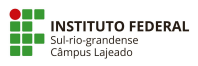 INSTITUTO FEDERAL
Sul-rio-grandense
Câmpus Lajeado